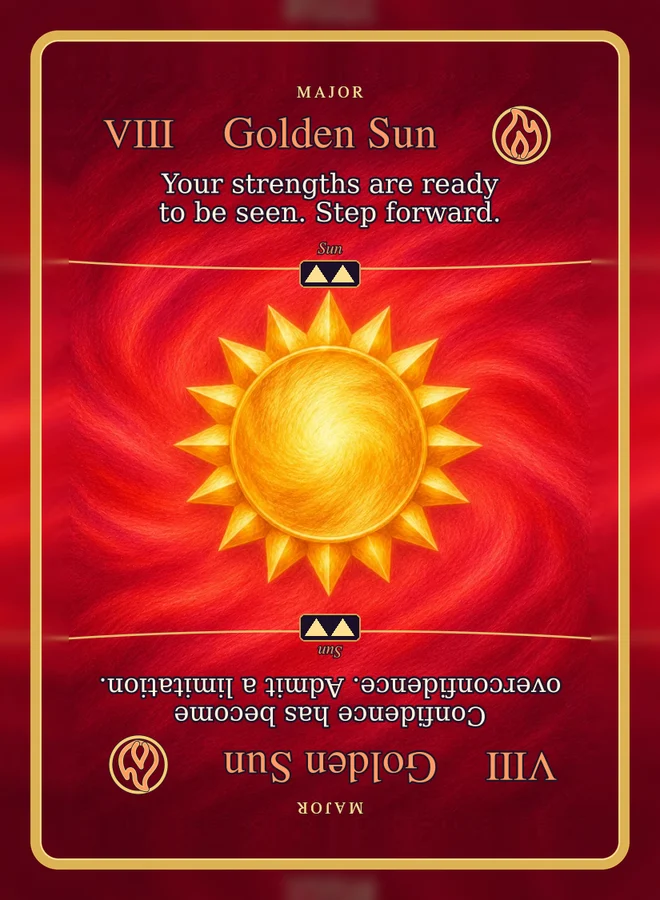 MAJOR
VIII Golden Sun
Your strengths are ready
to be seen. Step forward.
Sun
MAJOR
VIII Golden Sun
Confidence has become
overconfidence. Admit a limitation.
Sun